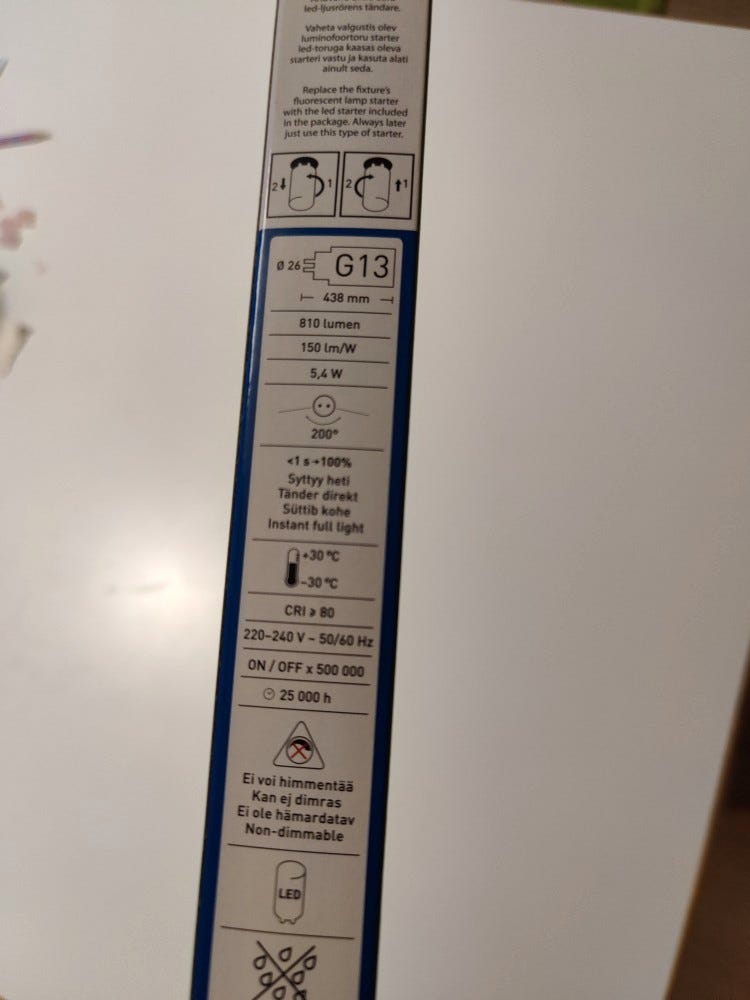 led-ljusrörens tändare.
Vaheta valgustis olev
luminofoortoru starter
led-toruga kaasas oleva
starteri vastu ja kasuta alati
ainult seda.
Replace the fixture's
fluorescent lamp starter
with the led starter included
in the package. Always later
just use this type of starter.
2 1 2 1
Ø 26 G13
438 mm
810 lumen
150 lm/W
5,4 W
200°
<1 s→100%
Syttyy heti
Tänder direkt
Süttib kohe
Instant full light
+30 °C
-30 °C
CRI ≥ 80
220-240 V ~ 50/60 Hz
ON / OFF x 500 000
25 000 h
Ei voi himmentää
Kan ej dimras
Ei ole hämardatav
Non-dimmable
LED